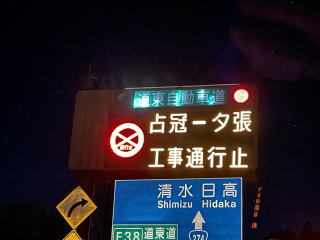 道東自動車道
占冠ー夕張
工事通行止
清水 日高
Shimizu Hidaka
274
E38 道東道